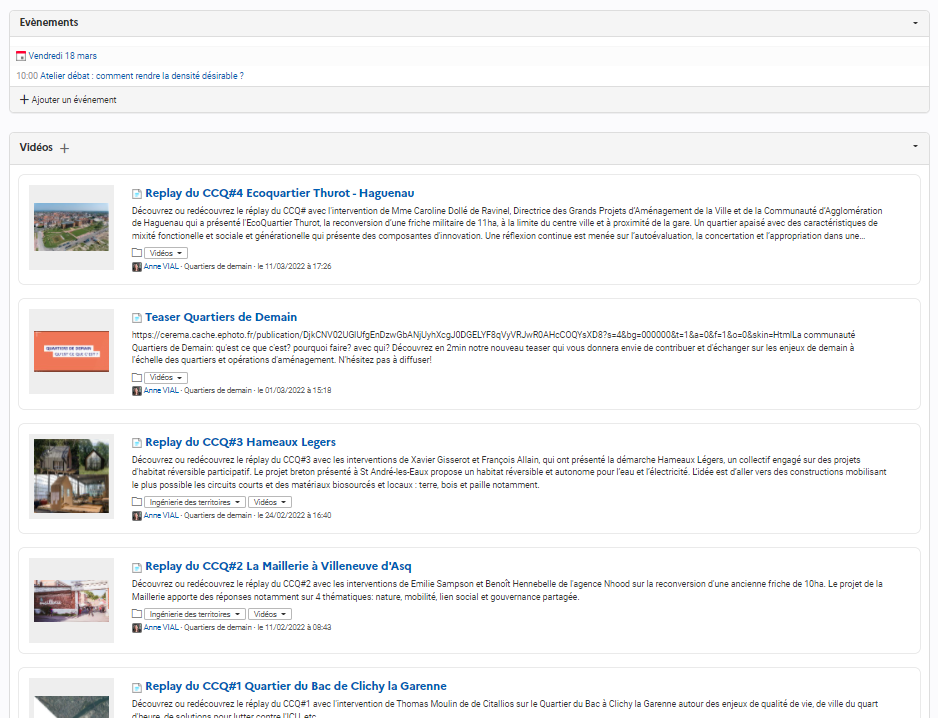 Evènements
Vendredi 18 mars
10:00 Atelier débat : comment rendre la densité désirable ?
Ajouter un événement
Vidéos
Replay du CCQ#4 Ecoquartier Thurot - Haguenau
Découvrez ou redécouvrez le réplay du CCQ# avec l'intervention de Mme Caroline Dollé de Ravinel, Directrice des Grands Projets d'Aménagement de la Ville et de la Communauté d'Agglomération
de Haguenau qui a présenté l'EcoQuartier Thurot, la reconversion d'une friche militaire de 11ha, à la limite du centre ville et à proximité de la gare. Un quartier apaisé avec des caractéristiques de
mixité fonctionelle et sociale et générationelle qui présente des composantes d'innovation. Une réflexion continue est menée sur l'autoévaluation, la concertation et l'appropriation dans une...
Vidéos
Anne VIAL - Quartiers de demain - le 11/03/2022 à 17:26
Teaser Quartiers de Demain
QUARTIERS DE DEMAIN
QU'EST CE QUE C'EST ?
https://cerema.cache.ephoto.fr/publication/DjkCNV02UGlUfgEnDzwGbANjUyhXcgJ0DGELYF8qVyVRJwR0AHcCOQYsXD8?s=4&bg=000000&t=1&a=0&f=1&o=0&skin=HtmlLa communauté
Quartiers de Demain: qu'est ce que c'est? pourquoi faire? avec qui? Découvrez en 2min notre nouveau teaser qui vous donnera envie de contribuer et d'échanger sur les enjeux de demain à
l'échelle des quartiers et opérations d'aménagement. N'hésitez pas à diffuser!
Vidéos
Anne VIAL - Quartiers de demain - le 01/03/2022 à 15:18
Replay du CCQ#3 Hameaux Legers
Découvrez ou redécouvrez le réplay du CCQ#3 avec les interventions de Xavier Gisserot et François Allain, qui ont présenté la démarche Hameaux Légers, un collectif engagé sur des projets
d'habitat réversible participatif. Le projet breton présenté à St André-les-Eaux propose un habitat réversible et autonome pour l'eau et l'électricité. L'idée est d'aller vers des constructions mobilisant
le plus possible les circuits courts et des matériaux biosourcés et locaux : terre, bois et paille notamment.
Ingénierie des territoires Vidéos
Anne VIAL - Quartiers de demain - le 24/02/2022 à 16:40
Replay du CCQ#2 La Maillerie à Villeneuve d'Asq
Découvrez ou redécouvrez le réplay du CCQ#2 avec les interventions de Emilie Sampson et Benoît Hennebelle de l'agence Nhood sur la reconversion d'une ancienne friche de 10ha. Le projet de la
Maillerie apporte des réponses notamment sur 4 thématiques: nature, mobilité, lien social et gouvernance partagée.
maillerie
Ingénierie des territoires Vidéos
Anne VIAL - Quartiers de demain - le 11/02/2022 à 08:43
Replay du CCQ#1 Quartier du Bac de Clichy la Garenne
Découvrez ou redécouvrez le réplay du CCQ#1 avec l'intervention de Thomas Moulin de de Citallios sur le Quartier du Bac à Clichy la Garenne autour des enjeux de qualité de vie, de ville du quart
d'heure, de solutions pour lutter contre l'ICU, etc.